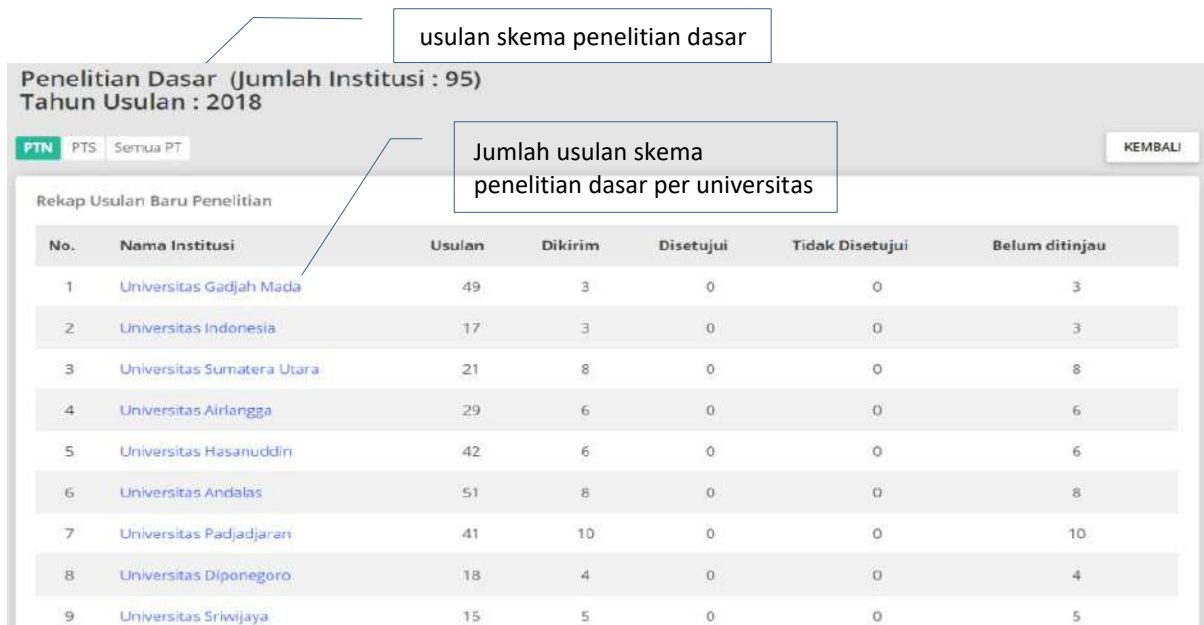 usulan skema penelitian dasar
Penelitian Dasar (Jumlah Institusi : 95)
Tahun Usulan : 2018
PTN PTS Semua PT
Jumlah usulan skema
penelitian dasar per universitas
KEMBALI
Rekap Usulan Baru Penelitian
No. Nama Institusi Usulan Dikirim Disetujui Tidak Disetujui Belum ditinjau
1 Universitas Gadjah Mada 49 3 0 0 3
2 Universitas Indonesia 17 3 0 0 3
3 Universitas Sumatera Utara 21 8 0 0 8
4 Universitas Airlangga 29 6 0 0 6
5 Universitas Hasanuddin 42 6 0 0 6
6 Universitas Andalas 51 8 0 0 8
7 Universitas Padjadjaran 41 10 0 0 10
8 Universitas Diponegoro 18 4 0 0 4
9 Universitas Sriwijaya 15 5 0 0 5